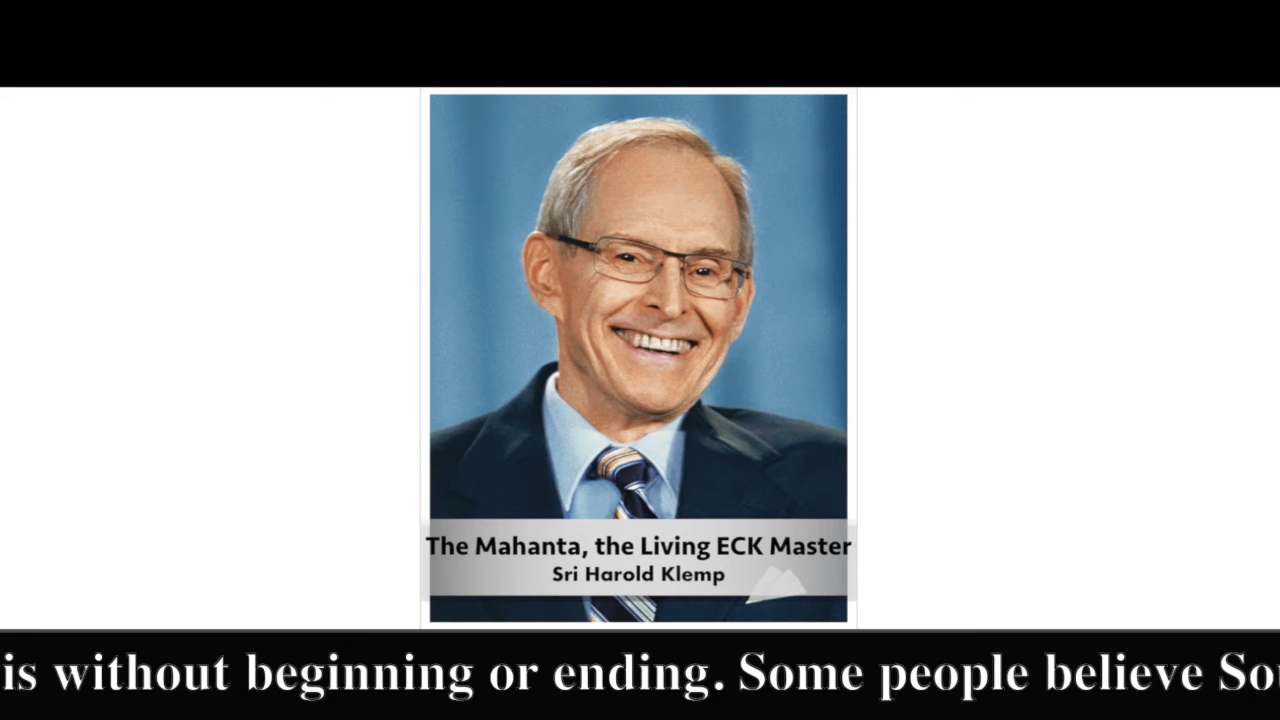 The Mahanta, the Living ECK Master
Sri Harold Klemp
is without beginning or ending. Some people believe